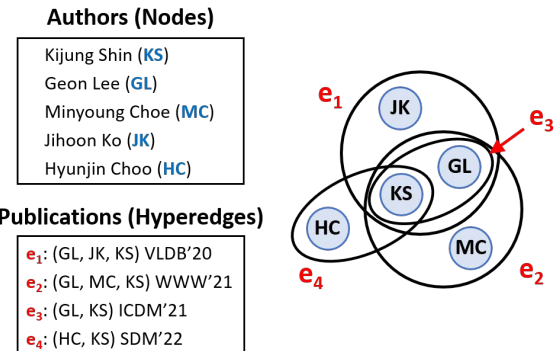 Authors (Nodes)
Kijung Shin (KS)
Geon Lee (GL)
Minyoung Choe (MC)
Jihoon Ko (JK)
Hyunjin Choo (HC)
Publications (Hyperedges)
e1: (GL, JK, KS) VLDB'20
e2: (GL, MC, KS) WWW'21
e3: (GL, KS) ICDM'21
e4: (HC, KS) SDM'22
e1
JK
e3
GL
KS
HC
MC
e4
e2